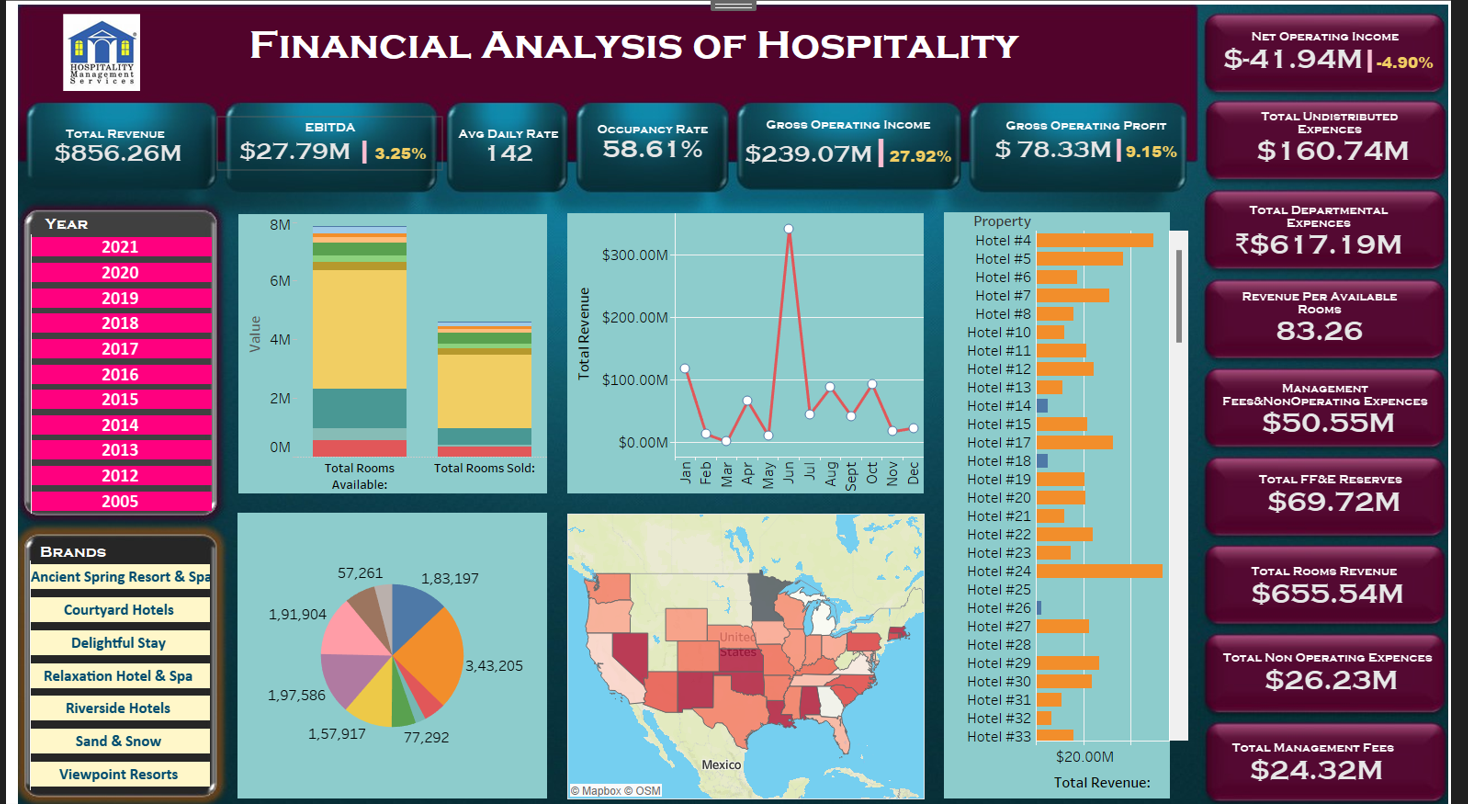 HOSPITALITY
Management
Services
FINANCIAL ANALYSIS OF HOSPITALITY
NET OPERATING INCOME
$-41.94M | -4.90%
TOTAL REVENUE
$856.26M
EBITDA
$27.79M | 3.25%
AVG DAILY RATE
142
OCCUPANCY RATE
58.61%
GROSS OPERATING INCOME
$239.07M | 27.92%
GROSS OPERATING PROFIT
$ 78.33M | 9.15%
TOTAL UNDISTRIBUTED
EXPENCES
$160.74M
TOTAL DEPARTMENTAL
EXPENCES
₹$617.19M
REVENUE PER AVAILABLE
ROOMS
83.26
MANAGEMENT
FEES&NONOPERATING EXPENCES
$50.55M
TOTAL FF&E RESERVES
$69.72M
TOTAL ROOMS REVENUE
$655.54M
TOTAL NON OPERATING EXPENCES
$26.23M
TOTAL MANAGEMENT FEES
$24.32M
YEAR
2021
2020
2019
2018
2017
2016
2015
2014
2013
2012
2005
BRANDS
Ancient Spring Resort & Spa
Courtyard Hotels
Delightful Stay
Relaxation Hotel & Spa
Riverside Hotels
Sand & Snow
Viewpoint Resorts
Value
8M
6M
4M
2M
0M
Total Rooms
Available:
Total Rooms Sold:
Total Revenue
$300.00M
$200.00M
$100.00M
$0.00M
Jan
Feb
Mar
Apr
May
Jun
Jul
Aug
Sept
Oct
Nov
Dec
Property
Hotel #4
Hotel #5
Hotel #6
Hotel #7
Hotel #8
Hotel #10
Hotel #11
Hotel #12
Hotel #13
Hotel #14
Hotel #15
Hotel #17
Hotel #18
Hotel #19
Hotel #20
Hotel #21
Hotel #22
Hotel #23
Hotel #24
Hotel #25
Hotel #26
Hotel #27
Hotel #28
Hotel #29
Hotel #30
Hotel #31
Hotel #32
Hotel #33
$20.00M
Total Revenue:
57,261
1,83,197
1,91,904
3,43,205
1,97,586
1,57,917
77,292
United
States
Mexico
© Mapbox © OSM